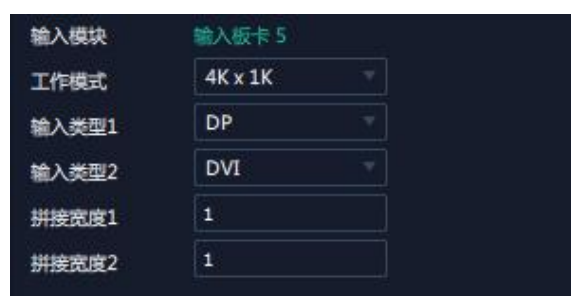 输入模块 输入板卡 5
工作模式 4K x 1K
输入类型1 DP
输入类型2 DVI
拼接宽度1 1
拼接宽度2 1